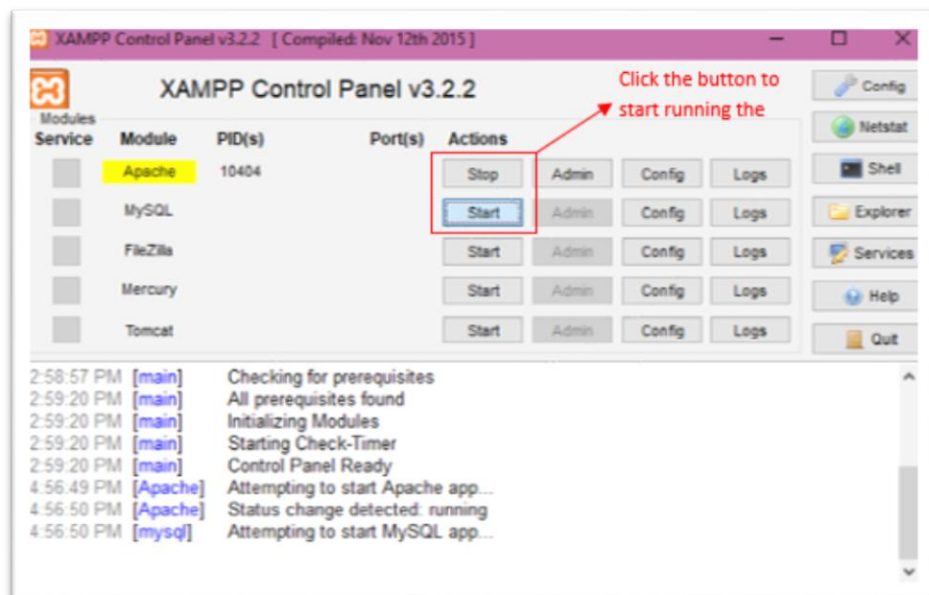 XAMPP Control Panel v3.2.2 [ Compiled: Nov 12th 2015 ]
XAMPP Control Panel v3.2.2
Click the button to
start running the
Config
Modules
Service Module PID(s) Port(s) Actions
Netstat
Apache 10404 Stop Admin Config Logs
Shell
MySQL Start Admin Config Logs
Explorer
FileZilla Start Admin Config Logs
Services
Mercury Start Admin Config Logs
Help
Tomcat Start Admin Config Logs
Quit
2:58:57 PM [main] Checking for prerequisites
2:59:20 PM [main] All prerequisites found
2:59:20 PM [main] Initializing Modules
2:59:20 PM [main] Starting Check-Timer
2:59:20 PM [main] Control Panel Ready
4:56:49 PM [Apache] Attempting to start Apache app...
4:56:50 PM [Apache] Status change detected: running
4:56:50 PM [mysql] Attempting to start MySQL app...